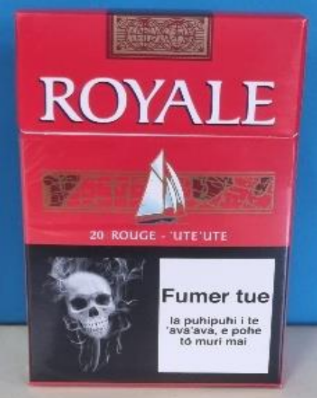 ROYALE
20 ROUGE - 'UTE'UTE
Fumer tue
Ia puhipuhi i te
'ava'ava, e pohe
tō muri mai